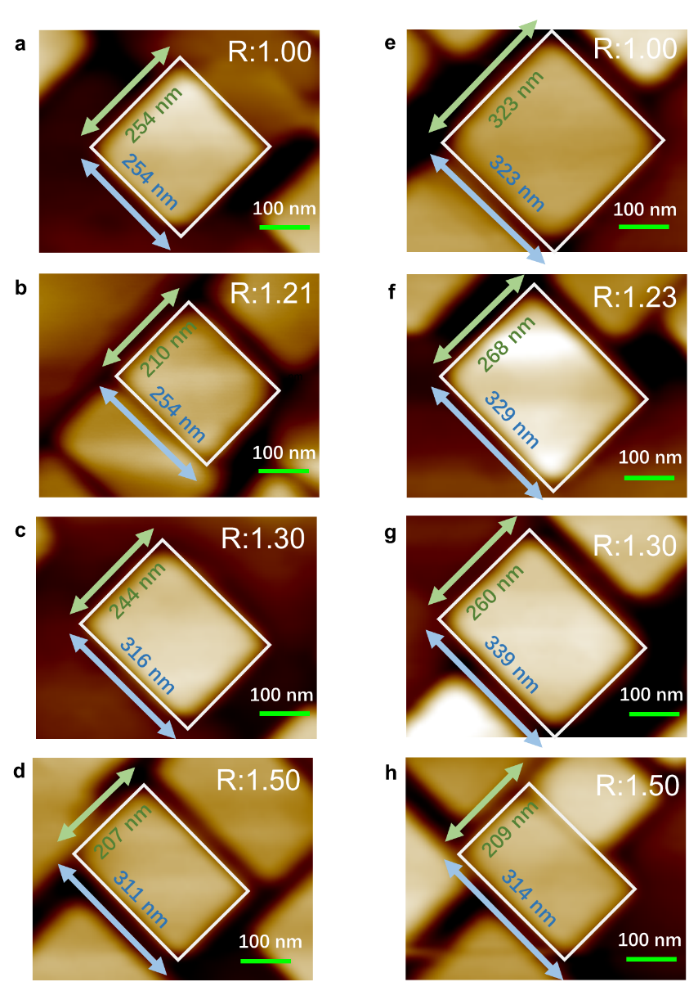 a
R:1.00
254 nm
254 nm
100 nm
b
R:1.21
210 nm
254 nm
100 nm
c
R:1.30
244 nm
316 nm
100 nm
d
R:1.50
207 nm
311 nm
100 nm
e
R:1.00
323 nm
323 nm
100 nm
f
R:1.23
268 nm
329 nm
100 nm
g
R:1.30
260 nm
339 nm
100 nm
h
R:1.50
209 nm
314 nm
100 nm